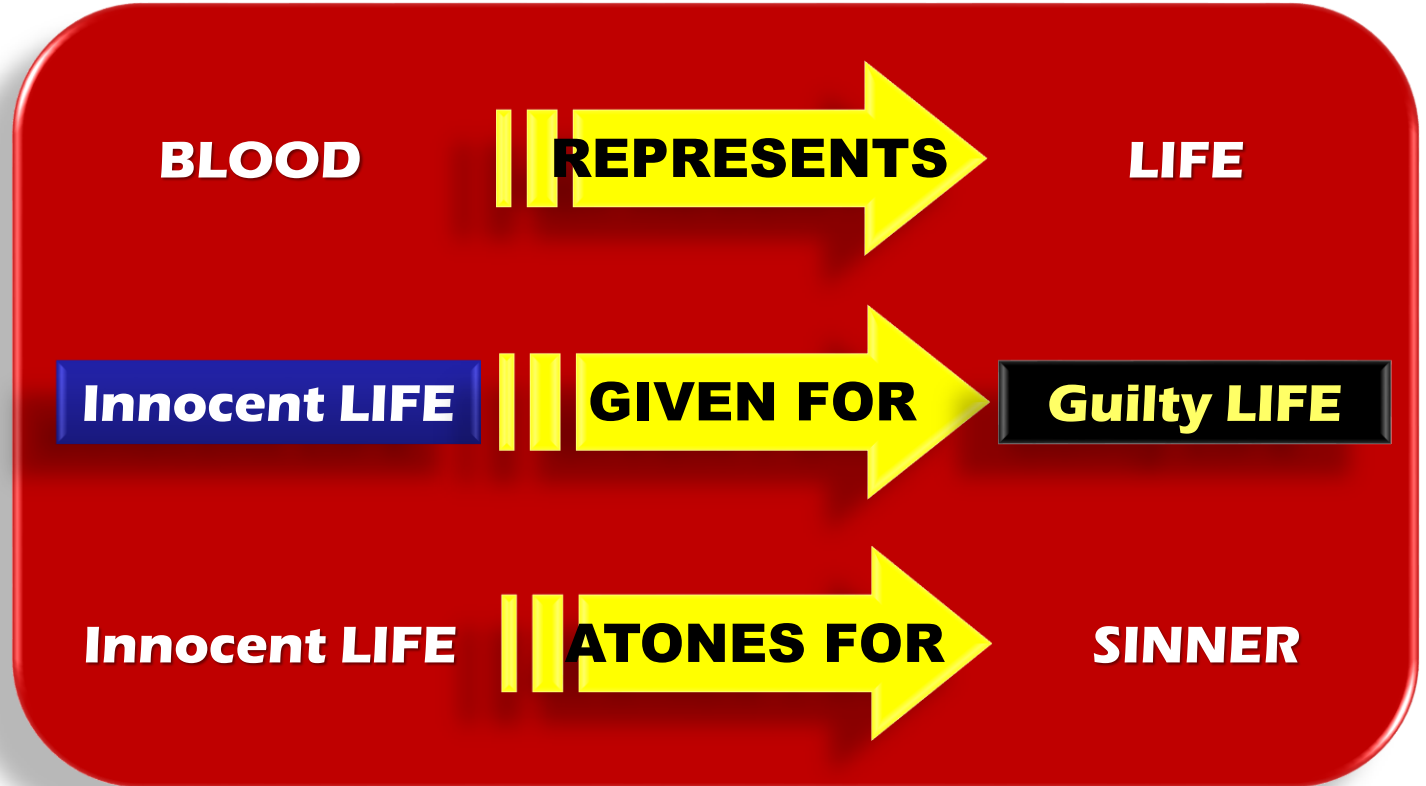 BLOOD REPRESENTS LIFE
Innocent LIFE GIVEN FOR Guilty LIFE
Innocent LIFE ATONES FOR SINNER